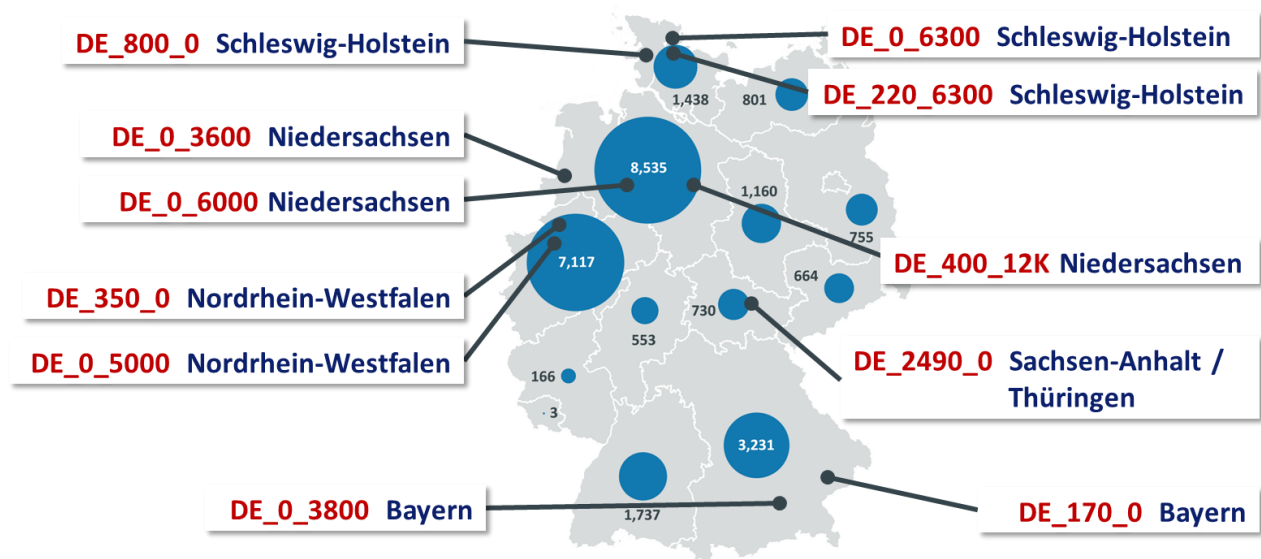 DE_800_0 Schleswig-Holstein
DE_0_6300 Schleswig-Holstein
1,438
801
DE_220_6300 Schleswig-Holstein
DE_0_3600 Niedersachsen
8,535
DE_0_6000 Niedersachsen
1,160
755
7,117
DE_400_12K Niedersachsen
664
DE_350_0 Nordrhein-Westfalen
730
553
DE_0_5000 Nordrhein-Westfalen
DE_2490_0 Sachsen-Anhalt /
Thüringen
166
3
3,231
DE_0_3800 Bayern
1,737
DE_170_0 Bayern